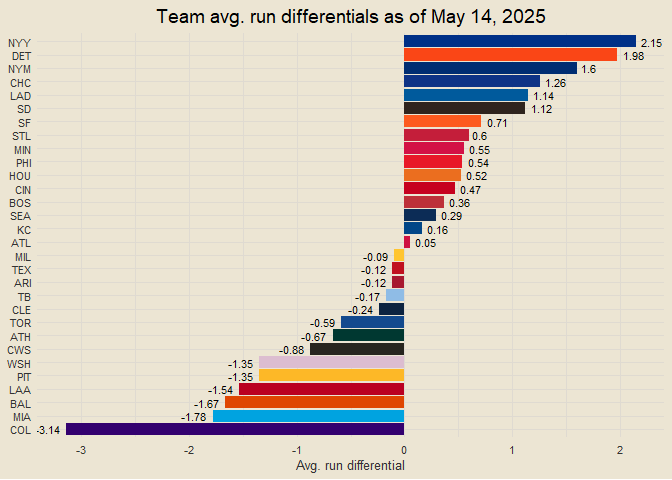 Team avg. run differentials as of May 14, 2025
NYY 2.15
DET 1.98
NYM 1.6
CHC 1.26
LAD 1.14
SD 1.12
SF 0.71
STL 0.6
MIN 0.55
PHI 0.54
HOU 0.52
CIN 0.47
BOS 0.36
SEA 0.29
KC 0.16
ATL 0.05
MIL -0.09
TEX -0.12
ARI -0.12
TB -0.17
CLE -0.24
TOR -0.59
ATH -0.67
CWS -0.88
WSH -1.35
PIT -1.35
LAA -1.54
BAL -1.67
MIA -1.78
COL -3.14
-3 -2 -1 0 1 2
Avg. run differential